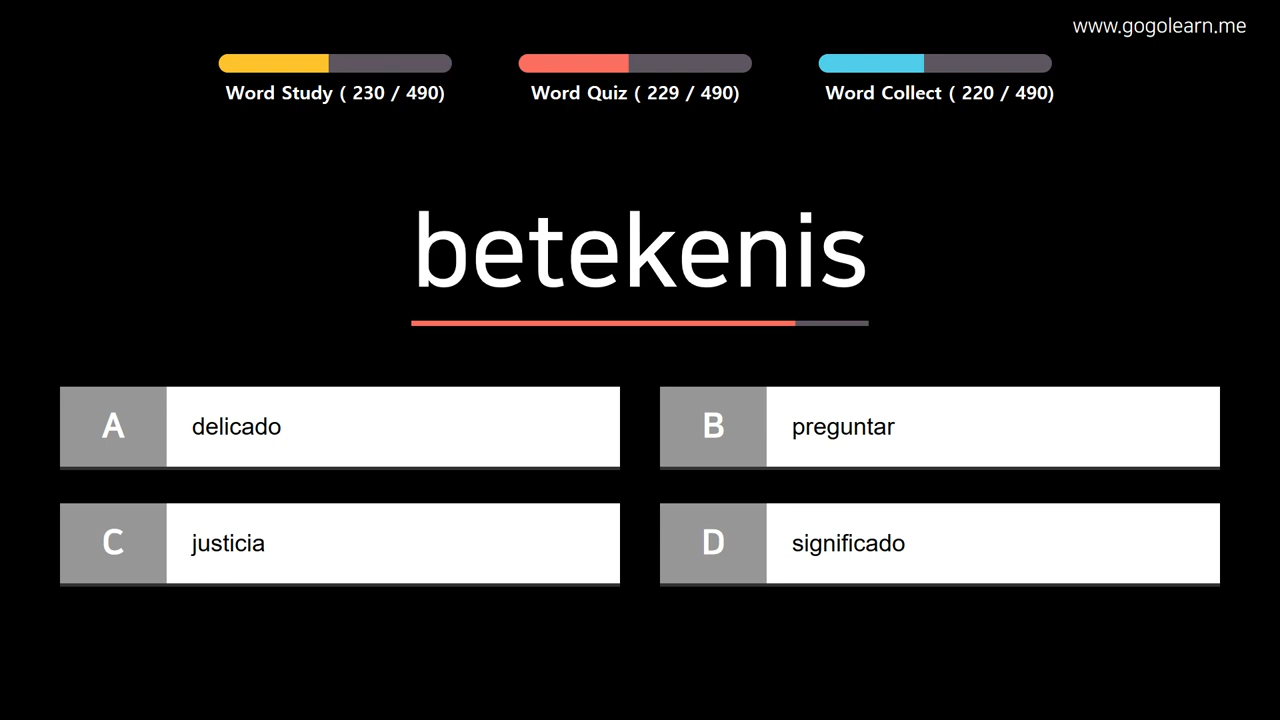 www.gogolearn.me
Word Study ( 230 / 490)
Word Quiz ( 229 / 490)
Word Collect ( 220 / 490)
betekenis
A delicado
B preguntar
C justicia
D significado